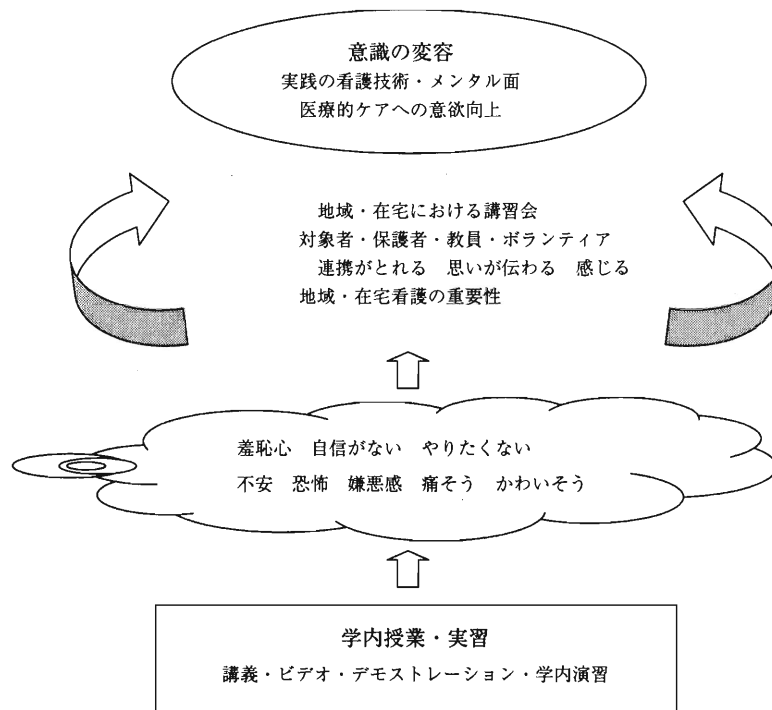 意識の変容
実践の看護技術・メンタル面
医療的ケアへの意欲向上
地域・在宅における講習会
対象者・保護者・教員・ボランティア
連携がとれる　思いが伝わる　感じる
地域・在宅看護の重要性
羞恥心　自信がない　やりたくない
不安　恐怖　嫌悪感　痛そう　かわいそう
学内授業・実習
講義・ビデオ・デモストレーション・学内演習